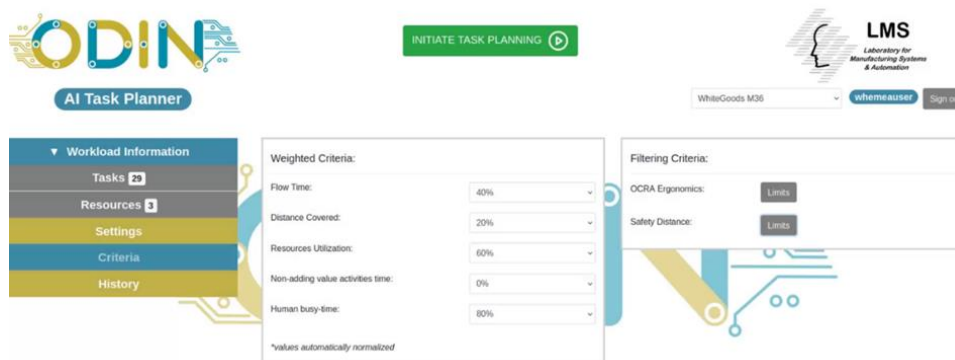 ODIN
INITIATE TASK PLANNING
LMS
Laboratory for
Manufacturing Systems
& Automation
AI Task Planner
WhiteGoods M36
whemeauser
Sign o
▼ Workload Information
Tasks 29
Resources 3
Settings
Criteria
History
Weighted Criteria:
Flow Time: 40%
Distance Covered: 20%
Resources Utilization: 60%
Non-adding value activities time: 0%
Human busy-time: 80%
*values automatically normalized
Filtering Criteria:
OCRA Ergonomics: Limits
Safety Distance: Limits